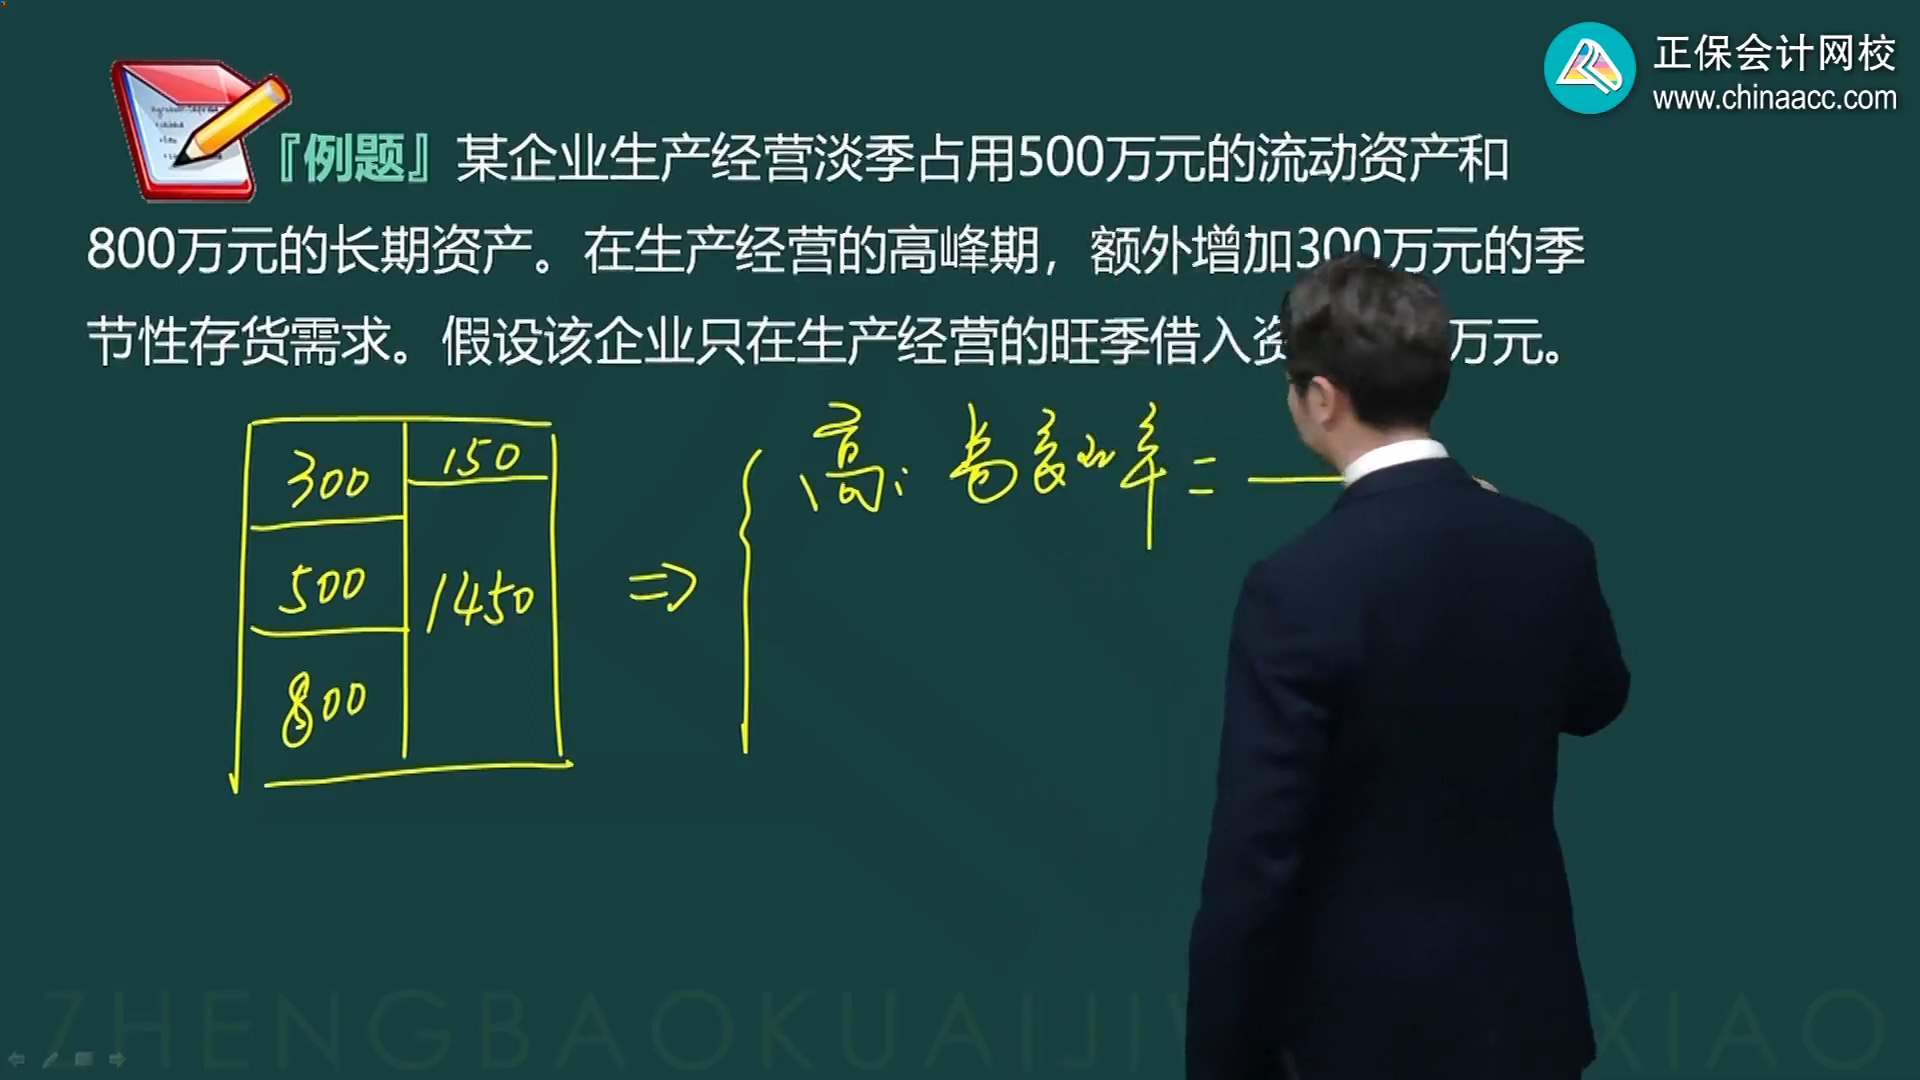 正保会计网校
www.chinaacc.com
『例题』某企业生产经营淡季占用500万元的流动资产和
800万元的长期资产。在生产经营的高峰期，额外增加300万元的季
节性存货需求。假设该企业只在生产经营的旺季借入资 万元。
300
150
500
1450
800
⇒
高： =
ZHENGBAOKUAIJI XIAO